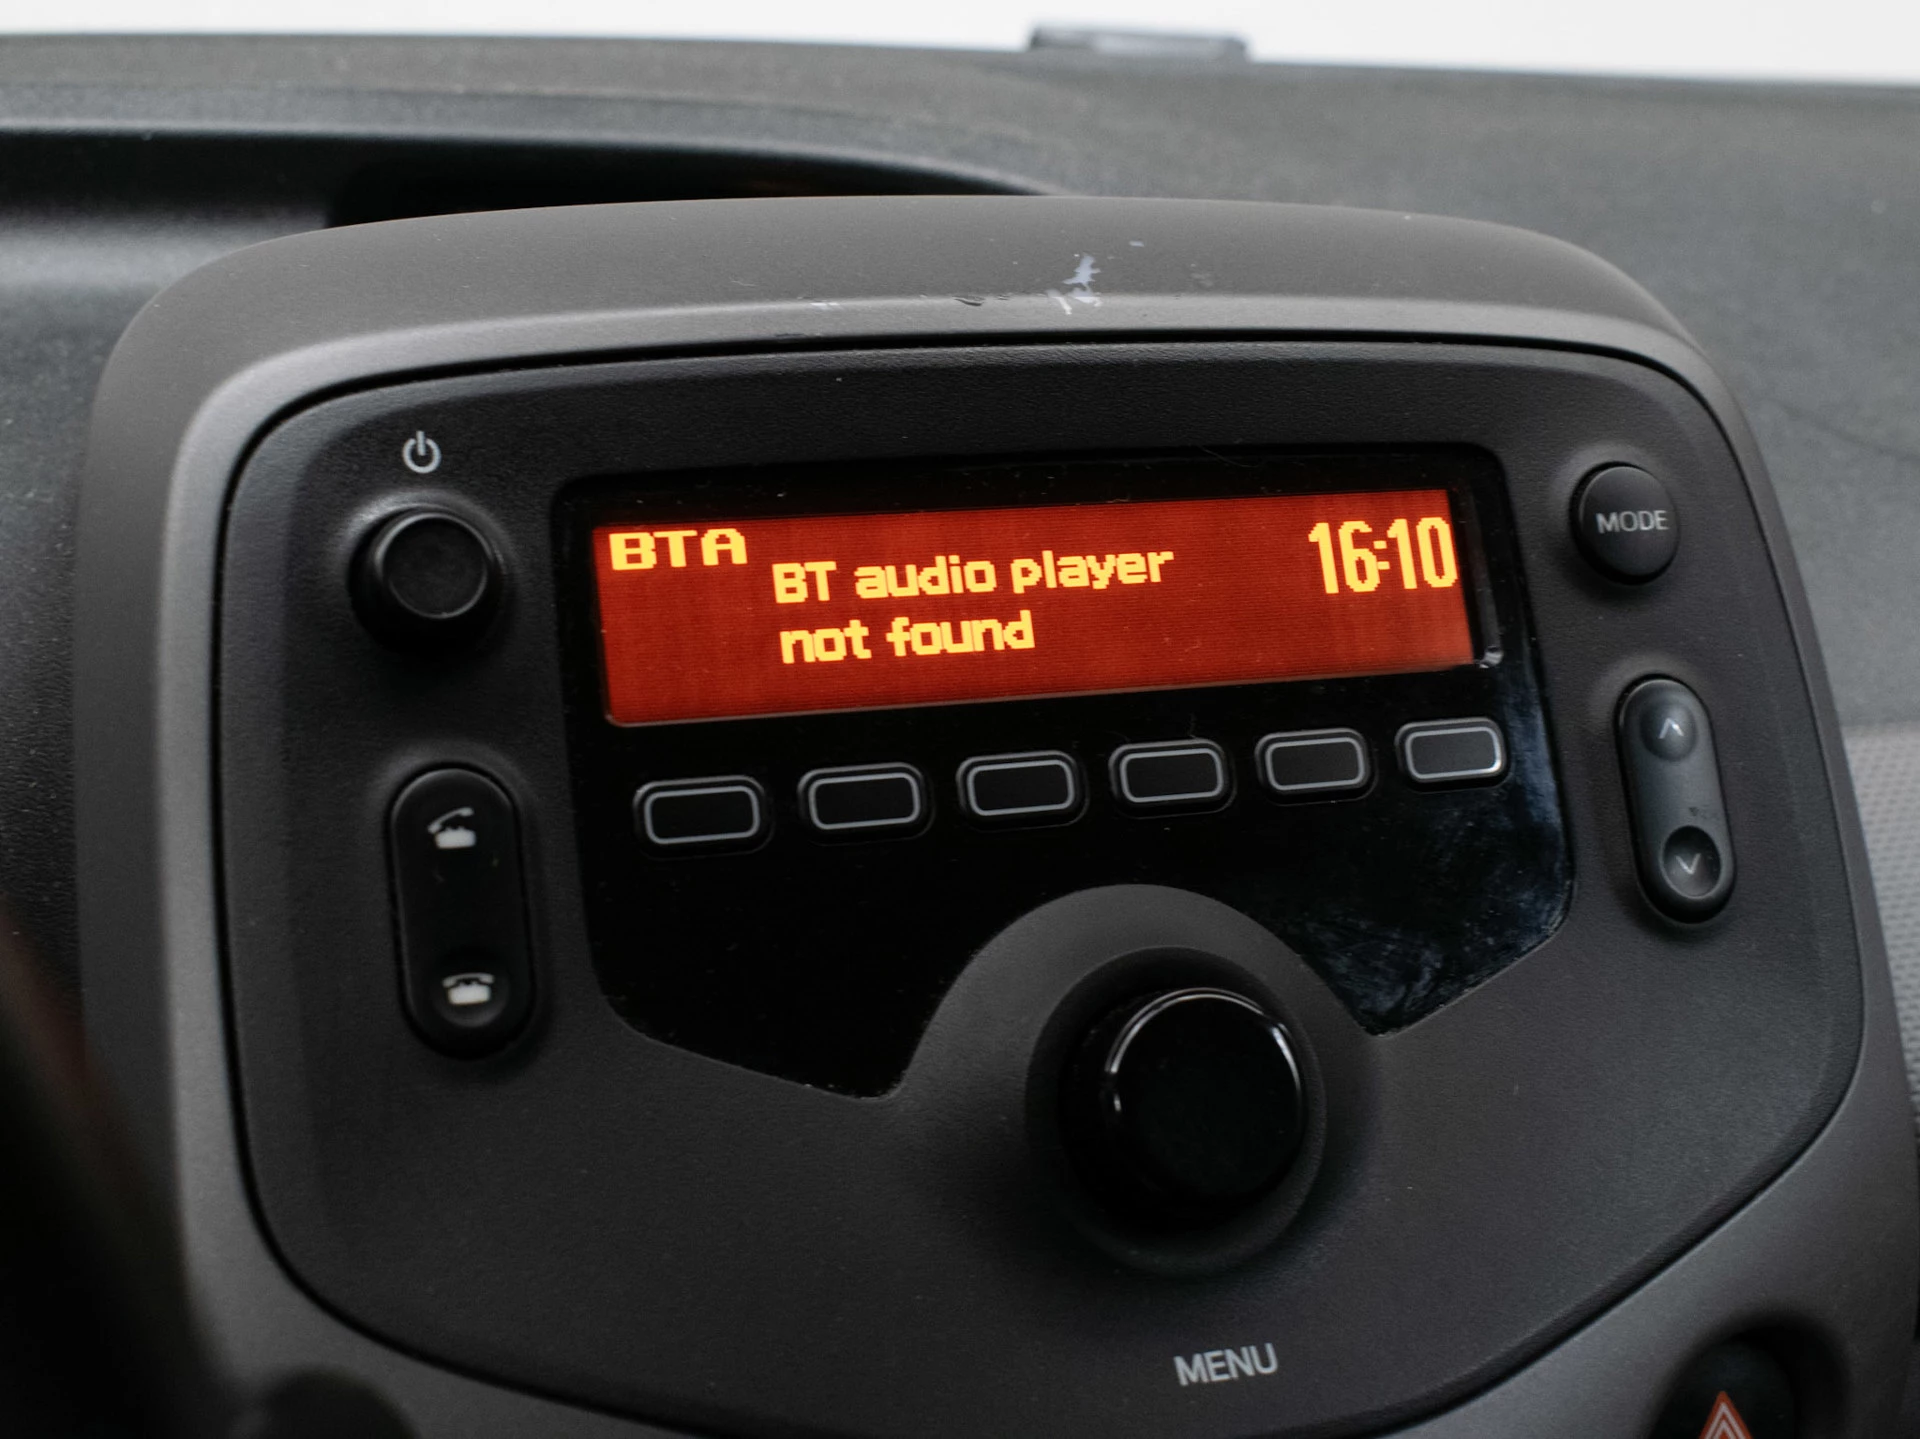 BTA
BT audio player
not found
16:10
MODE
MENU